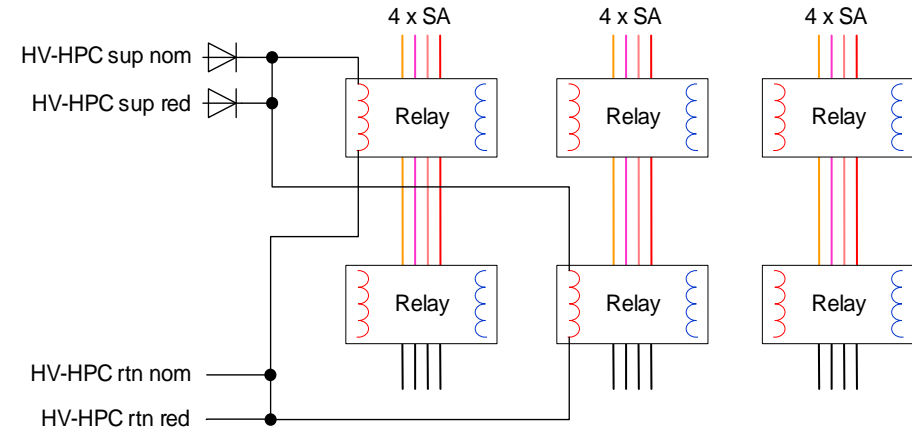 4 x SA
4 x SA
4 x SA
HV-HPC sup nom
HV-HPC sup red
Relay
Relay
Relay
Relay
Relay
Relay
HV-HPC rtn nom
HV-HPC rtn red